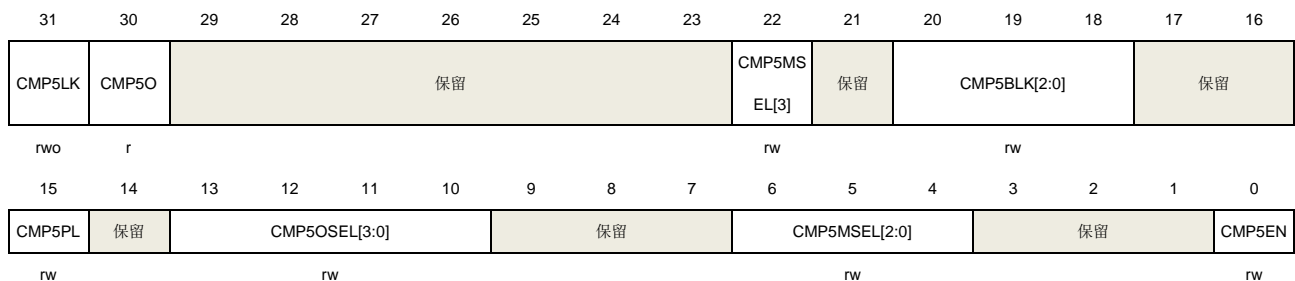 31 30 29 28 27 26 25 24 23 22 21 20 19 18 17 16
CMP5LK CMP5O 保留 CMP5MS
EL[3] 保留 CMP5BLK[2:0] 保留
rwo r rw rw
15 14 13 12 11 10 9 8 7 6 5 4 3 2 1 0
CMP5PL 保留 CMP5OSEL[3:0] 保留 CMP5MSEL[2:0] 保留 CMP5EN
rw rw rw rw